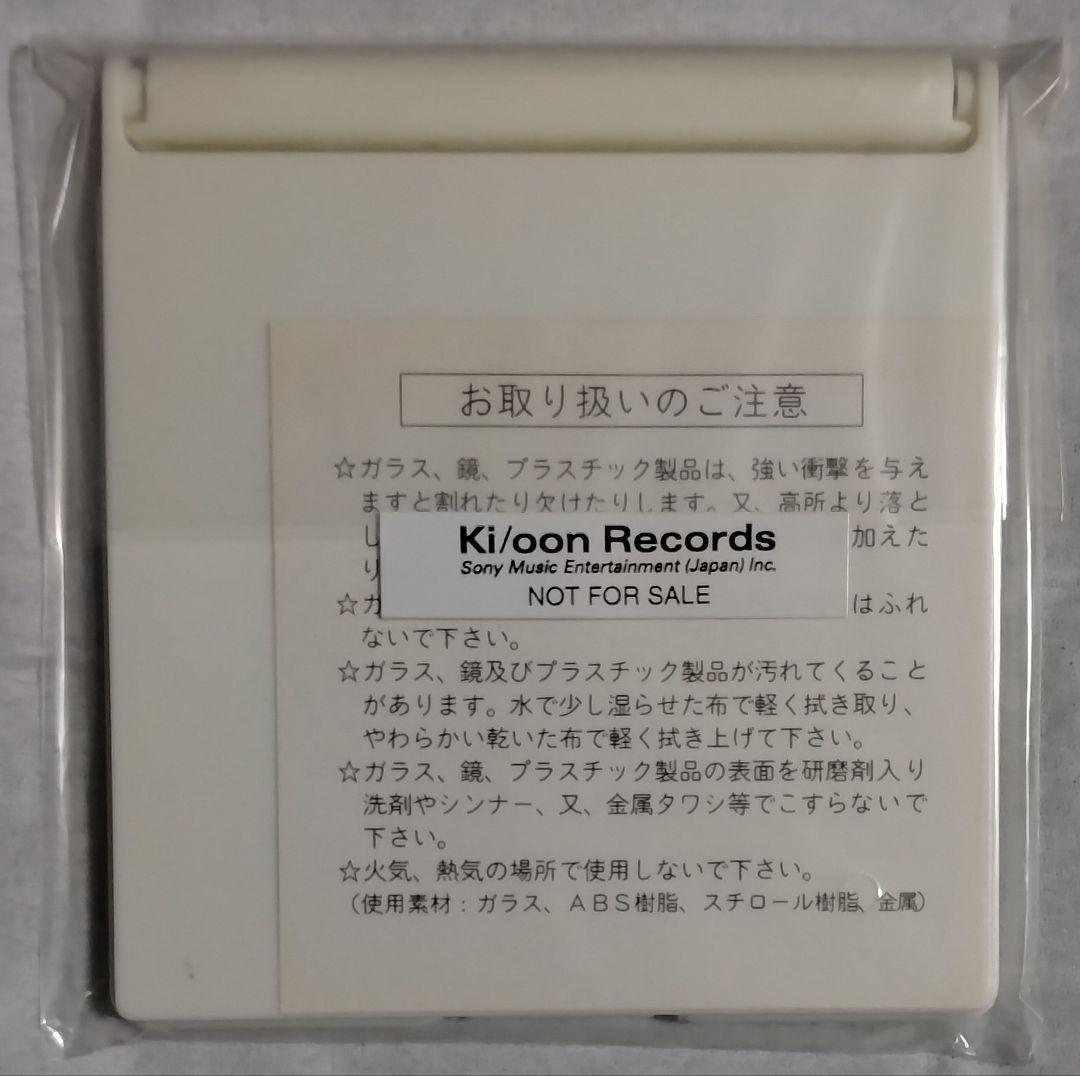 お取り扱いのご注意
☆ガラス、鏡、プラスチック製品は、強い衝撃を与え
ますと割れたり欠けたりします。又、高所より落と
し
加えた
り
Ki/oon Records
Sony Music Entertainment (Japan) Inc.
NOT FOR SALE
☆ガ
はふれ
ないで下さい。
☆ガラス、鏡及びプラスチック製品が汚れてくること
があります。水で少し湿らせた布で軽く拭き取り、
やわらかい乾いた布で軽く拭き上げて下さい。
☆ガラス、鏡、プラスチック製品の表面を研磨剤入り
洗剤やシンナー、又、金属タワシ等でこすらないで
下さい。
☆火気、熱気の場所で使用しないで下さい。
（使用素材：ガラス、ＡＢＳ樹脂、スチロール樹脂、金属）